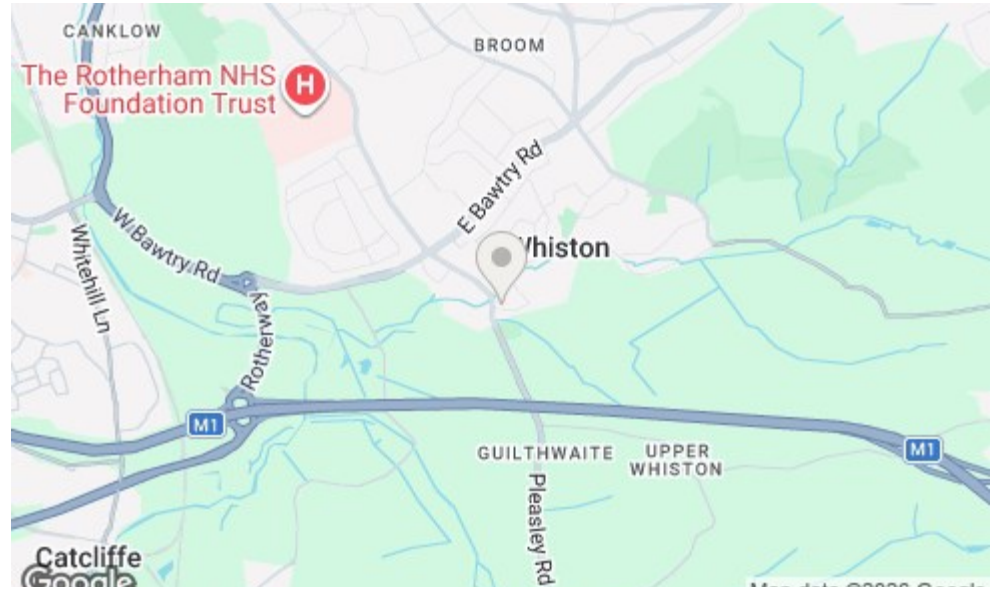 CANKLOW
BROOM
The Rotherham NHS
Foundation Trust
H
E Bawtry Rd
Whiston
W Bawtry Rd
Whitehill Ln
Rotherway
M1
M1
GUILTHWAITE
UPPER
WHISTON
Pleasley Rd
Catcliffe
Google